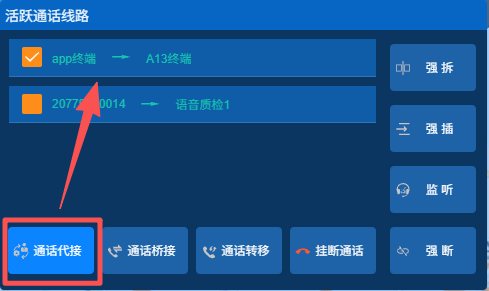 活跃通话线路
app终端 A13终端
0014 语音质检1
强拆
强插
监听
强断
通话代接 通话桥接 通话转移 挂断通话